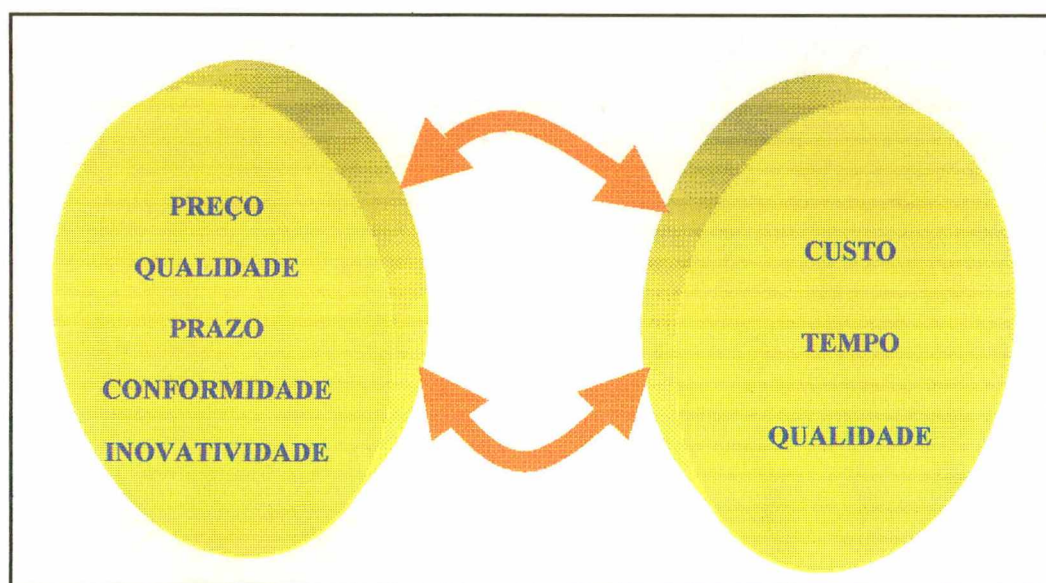 PREÇO
QUALIDADE
PRAZO
CONFORMIDADE
INOVATIVIDADE
CUSTO
TEMPO
QUALIDADE